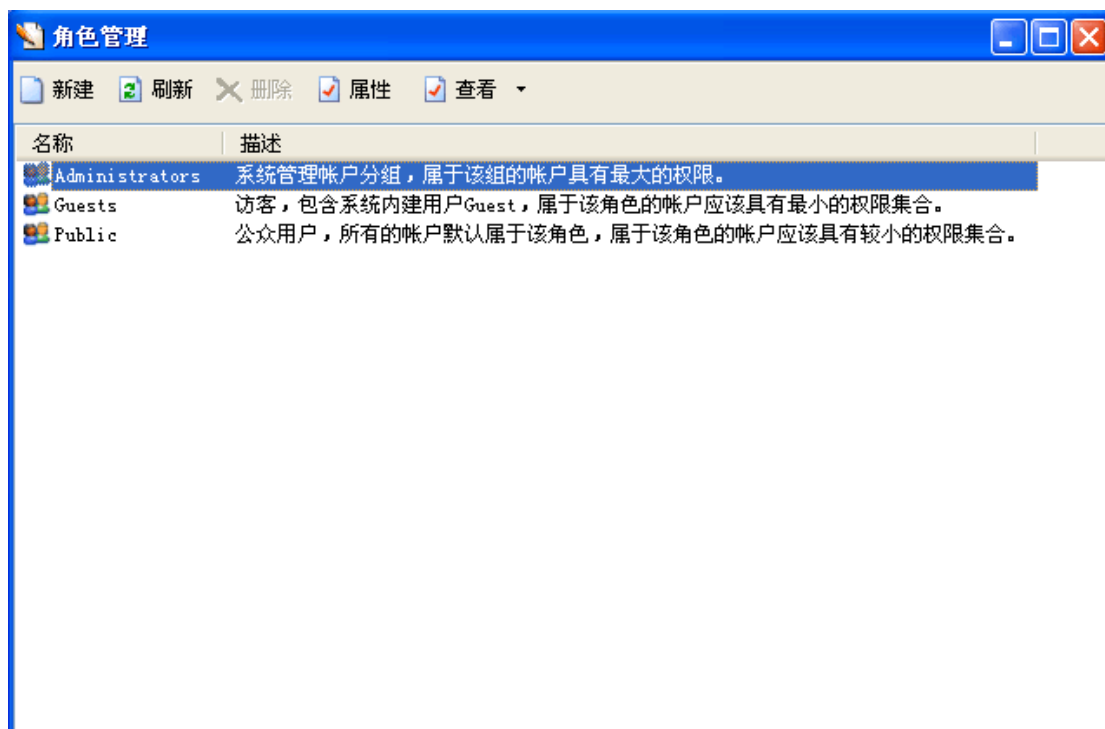 角色管理
新建 刷新 删除 属性 查看
名称 描述
Administrators 系统管理帐户分组，属于该组的帐户具有最大的权限。
Guests 访客，包含系统内建用户Guest，属于该角色的帐户应该具有最小的权限集合。
Public 公众用户，所有的帐户默认属于该角色，属于该角色的帐户应该具有较小的权限集合。